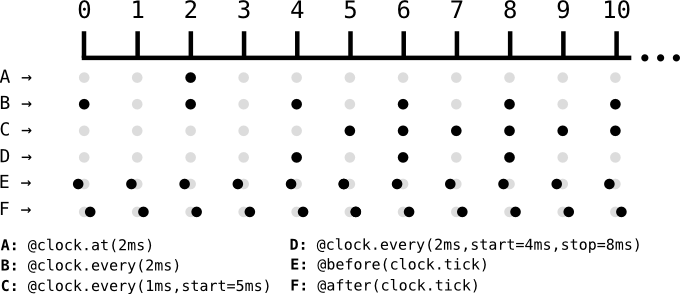 0 1 2 3 4 5 6 7 8 9 10
A →
B →
C →
D →
E →
F →
A: @clock.at(2ms)
B: @clock.every(2ms)
C: @clock.every(1ms,start=5ms)
D: @clock.every(2ms,start=4ms,stop=8ms)
E: @before(clock.tick)
F: @after(clock.tick)